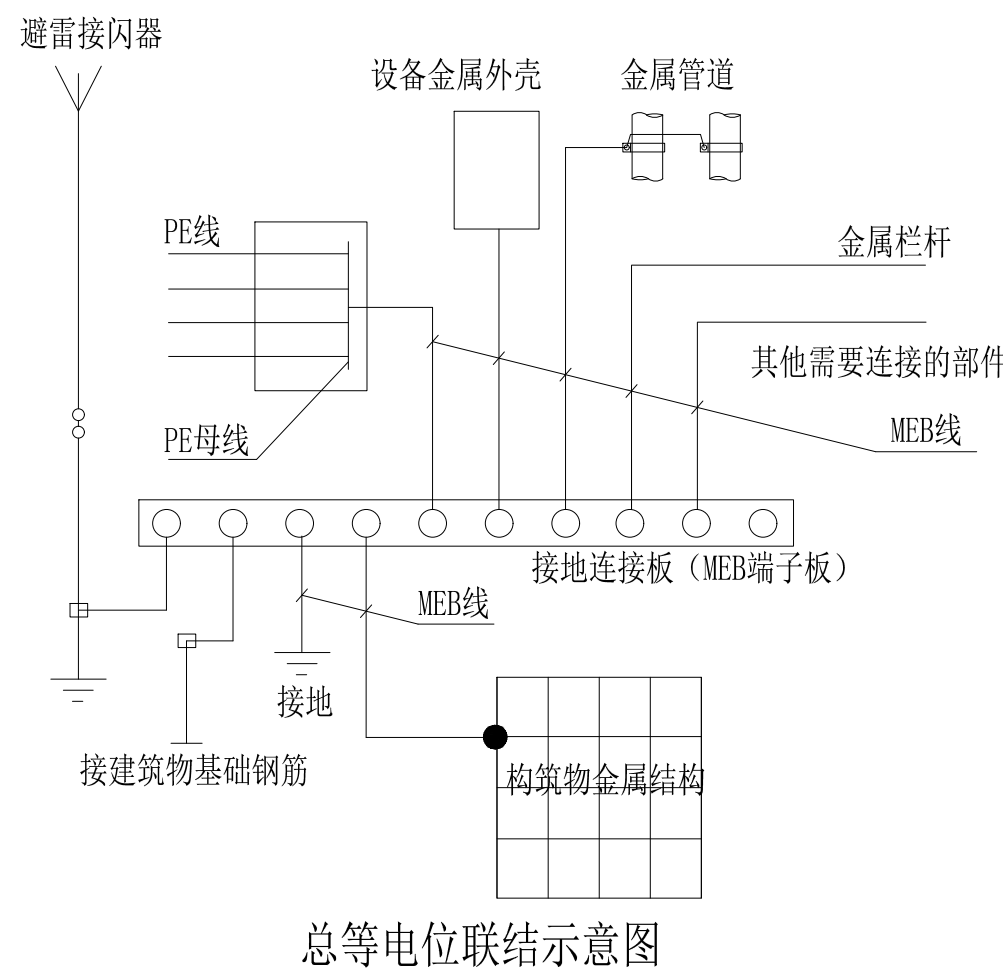 避雷接闪器
设备金属外壳
金属管道
PE线
金属栏杆
其他需要连接的部件
MEB线
PE母线
接地连接板（MEB端子板）
MEB线
接地
接建筑物基础钢筋
构筑物金属结构
总等电位联结示意图